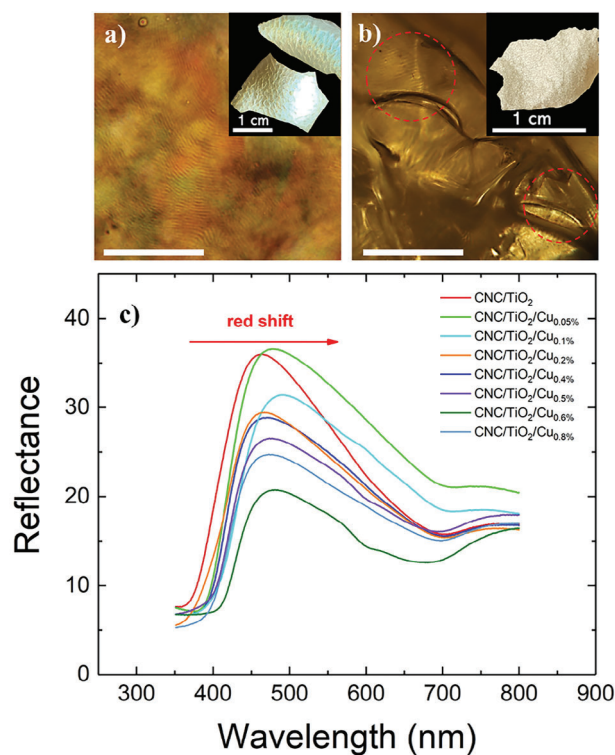 a)
1 cm
b)
1 cm
c)
red shift
CNC/TiO₂
CNC/TiO₂/Cu₀.₀₅%
CNC/TiO₂/Cu₀.₁%
CNC/TiO₂/Cu₀.₂%
CNC/TiO₂/Cu₀.₄%
CNC/TiO₂/Cu₀.₅%
CNC/TiO₂/Cu₀.₆%
CNC/TiO₂/Cu₀.₈%
40
30
20
10
0
Reflectance
300 400 500 600 700 800 900
Wavelength (nm)